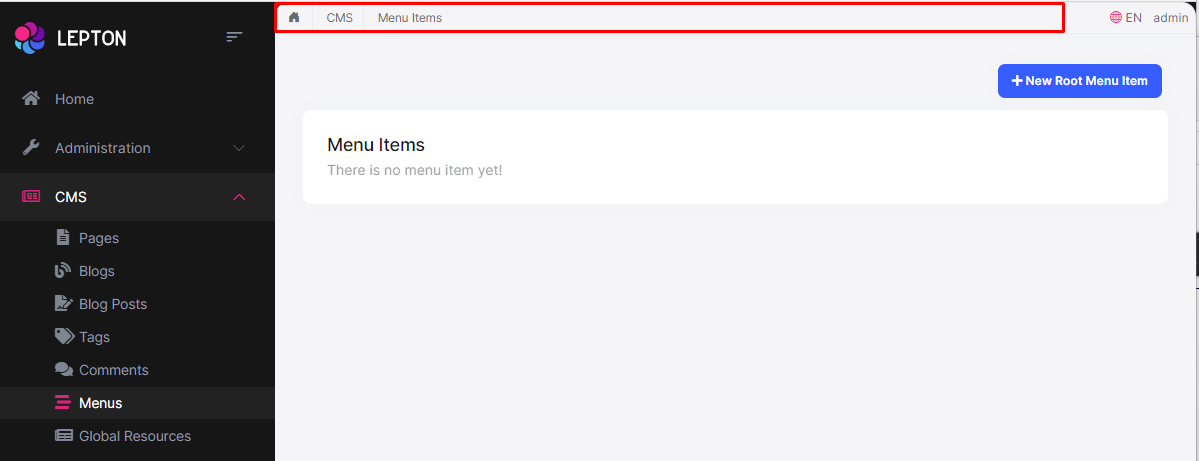 LEPTON
Home
Administration
CMS
Pages
Blogs
Blog Posts
Tags
Comments
Menus
Global Resources
CMS Menu Items EN admin
New Root Menu Item
Menu Items
There is no menu item yet!